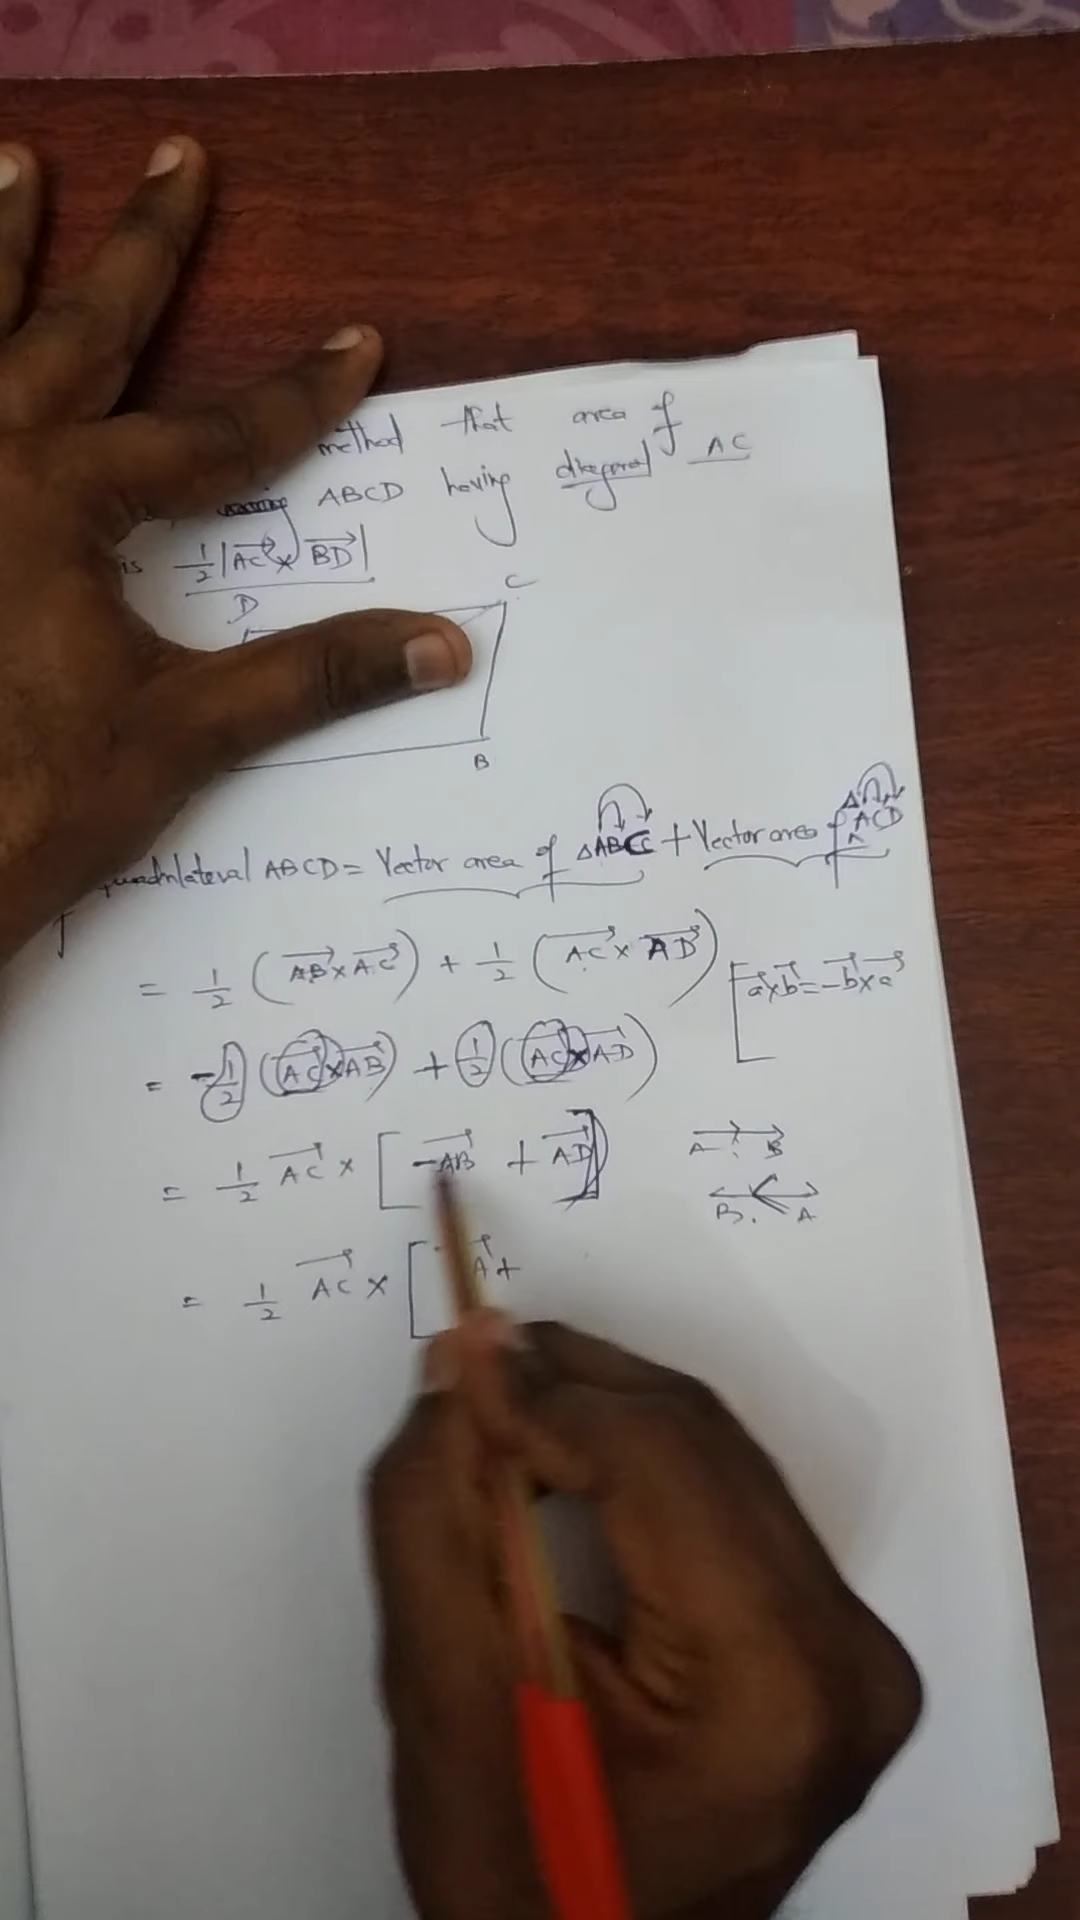 method that area of
ABCD having diagonal AC
is 1/2 |AC⃗ × BD⃗|
D
C
B
quadrilateral ABCD = Vector area of ΔABC + Vector area of ΔACD
= 1/2 (AB⃗ × AC⃗) + 1/2 (AC⃗ × AD⃗)
[a⃗×b⃗ = -b⃗×a⃗
= -1/2 (AC⃗ × AB⃗) + 1/2 (AC⃗ × AD⃗)
= 1/2 AC⃗ × [-AB⃗ + AD⃗]
A B
B A
= 1/2 AC⃗ × [ A +